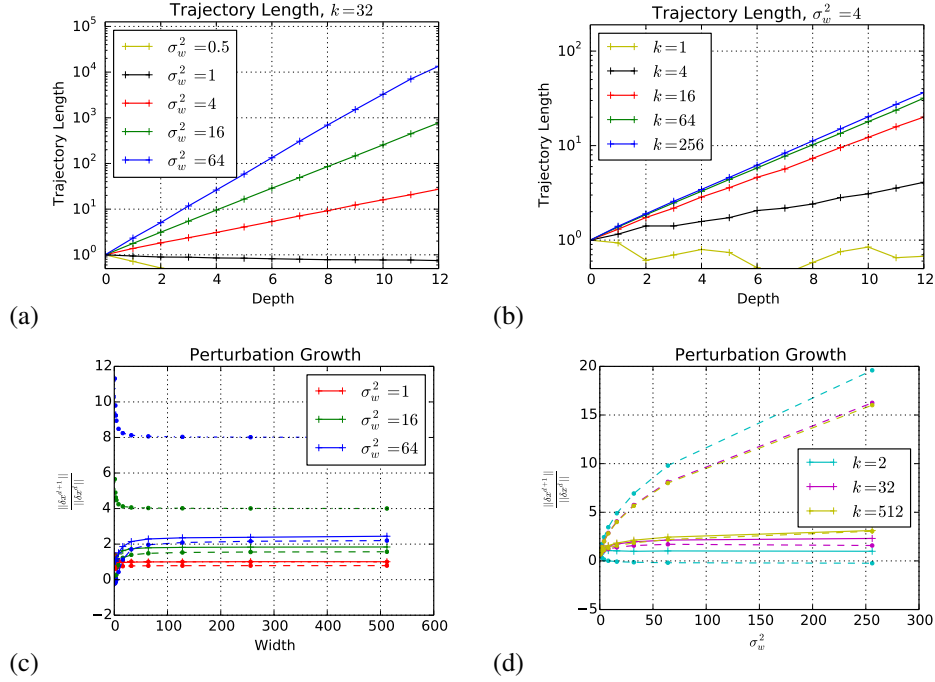 Trajectory Length, k=32
10^5
10^4
10^3
10^2
10^1
10^0
Trajectory Length
σ_w^2 =0.5
σ_w^2 =1
σ_w^2 =4
σ_w^2 =16
σ_w^2 =64
0 2 4 6 8 10 12
Depth
(a)
Trajectory Length, σ_w^2 =4
10^2
10^1
10^0
Trajectory Length
k=1
k=4
k=16
k=64
k=256
0 2 4 6 8 10 12
Depth
(b)
Perturbation Growth
12
10
8
6
4
2
0
−2
||δx^{d+1}||
||δx^d||
σ_w^2 =1
σ_w^2 =16
σ_w^2 =64
0 100 200 300 400 500 600
Width
(c)
Perturbation Growth
20
15
10
5
0
−5
||δx^{d+1}||
||δx^d||
k=2
k=32
k=512
0 50 100 150 200 250 300
σ_w^2
(d)